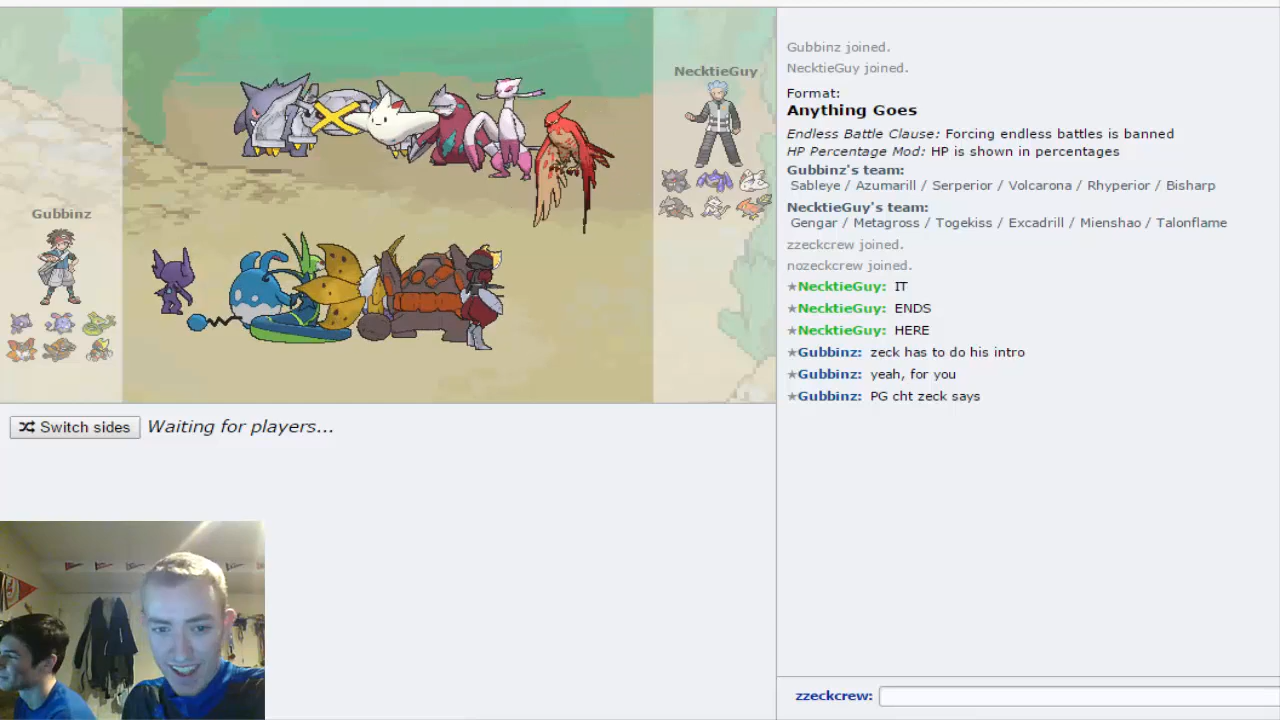 Gubbinz
NecktieGuy
Switch sides
Waiting for players...
Gubbinz joined.
NecktieGuy joined.
Format:
Anything Goes
Endless Battle Clause: Forcing endless battles is banned
HP Percentage Mod: HP is shown in percentages
Gubbinz's team:
Sableye / Azumarill / Serperior / Volcarona / Rhyperior / Bisharp
NecktieGuy's team:
Gengar / Metagross / Togekiss / Excadrill / Mienshao / Talonflame
zzeckcrew joined.
nozeckcrew joined.
★NecktieGuy: IT
★NecktieGuy: ENDS
★NecktieGuy: HERE
★Gubbinz: zeck has to do his intro
★Gubbinz: yeah, for you
★Gubbinz: PG cht zeck says
zzeckcrew: